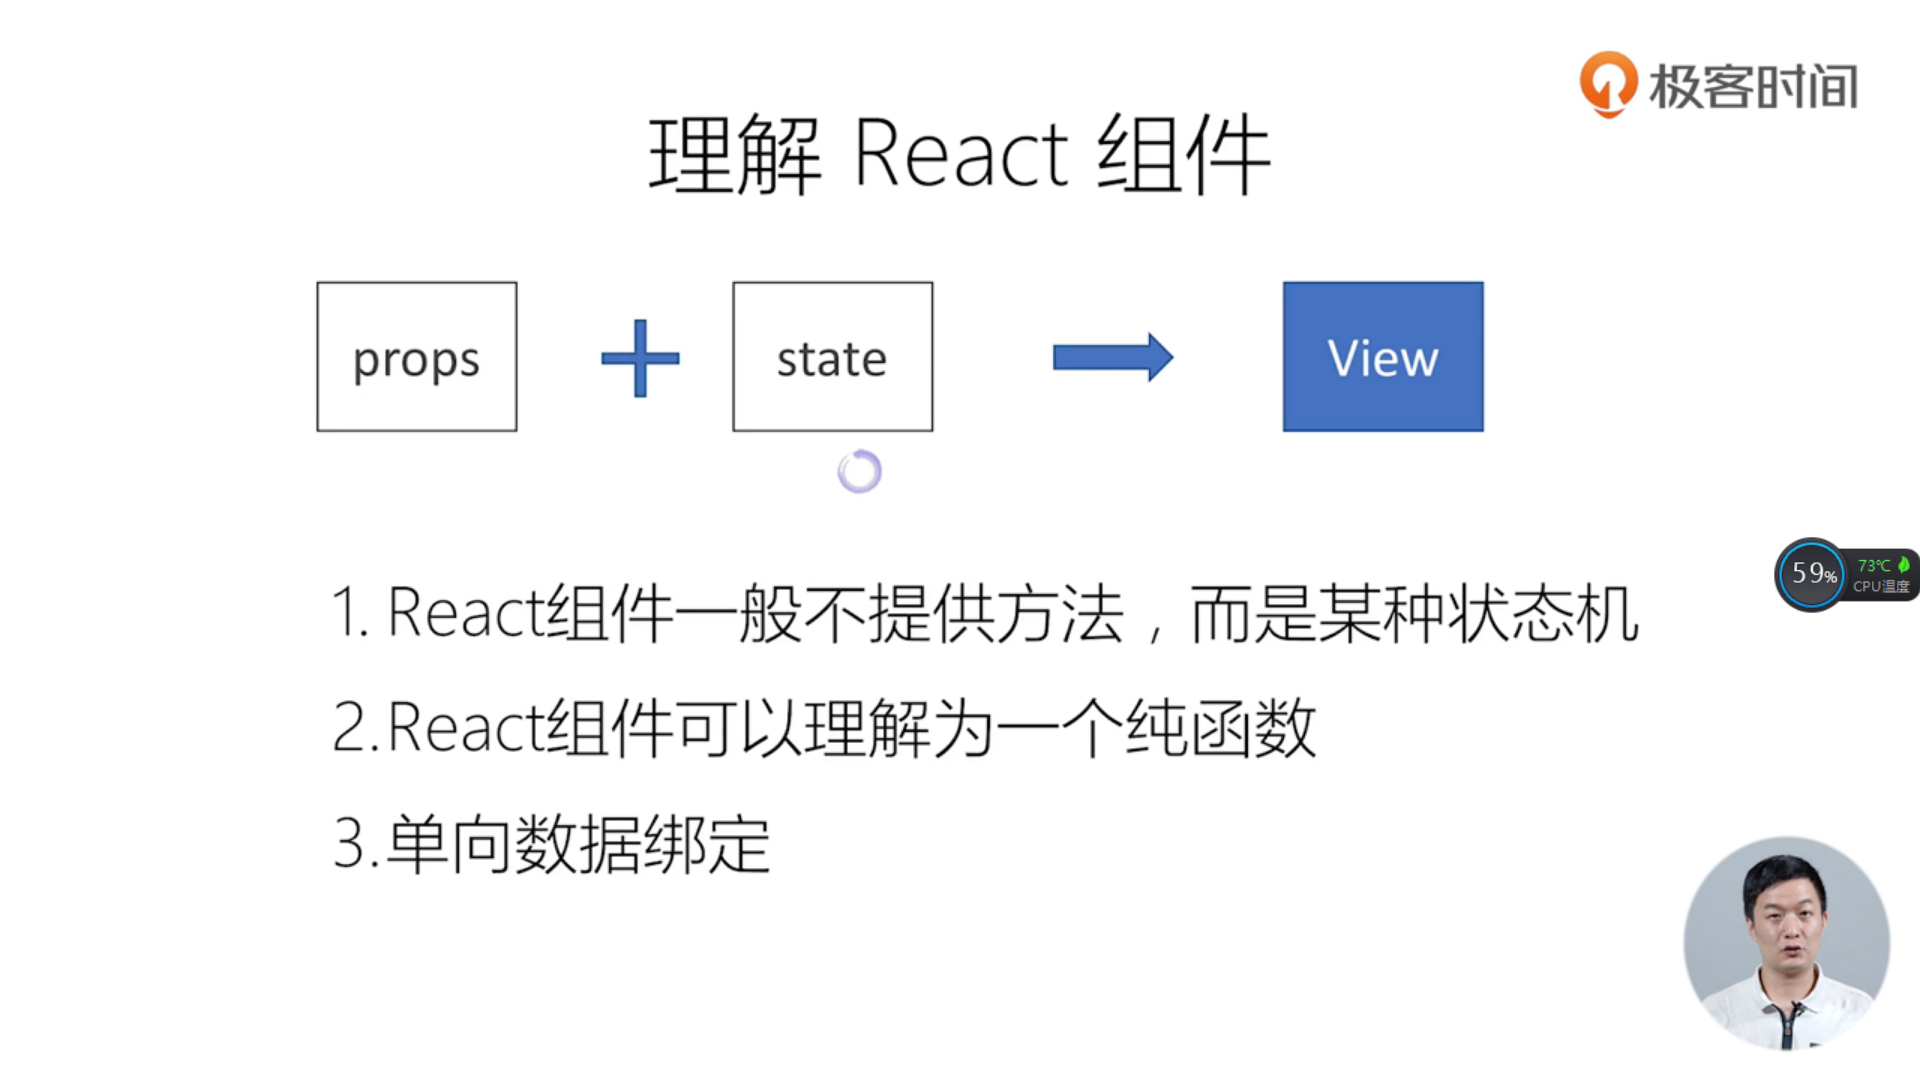 极客时间
理解 React 组件
props
state
View
1. React组件一般不提供方法，而是某种状态机
2.React组件可以理解为一个纯函数
3.单向数据绑定
59%
73℃
CPU温度